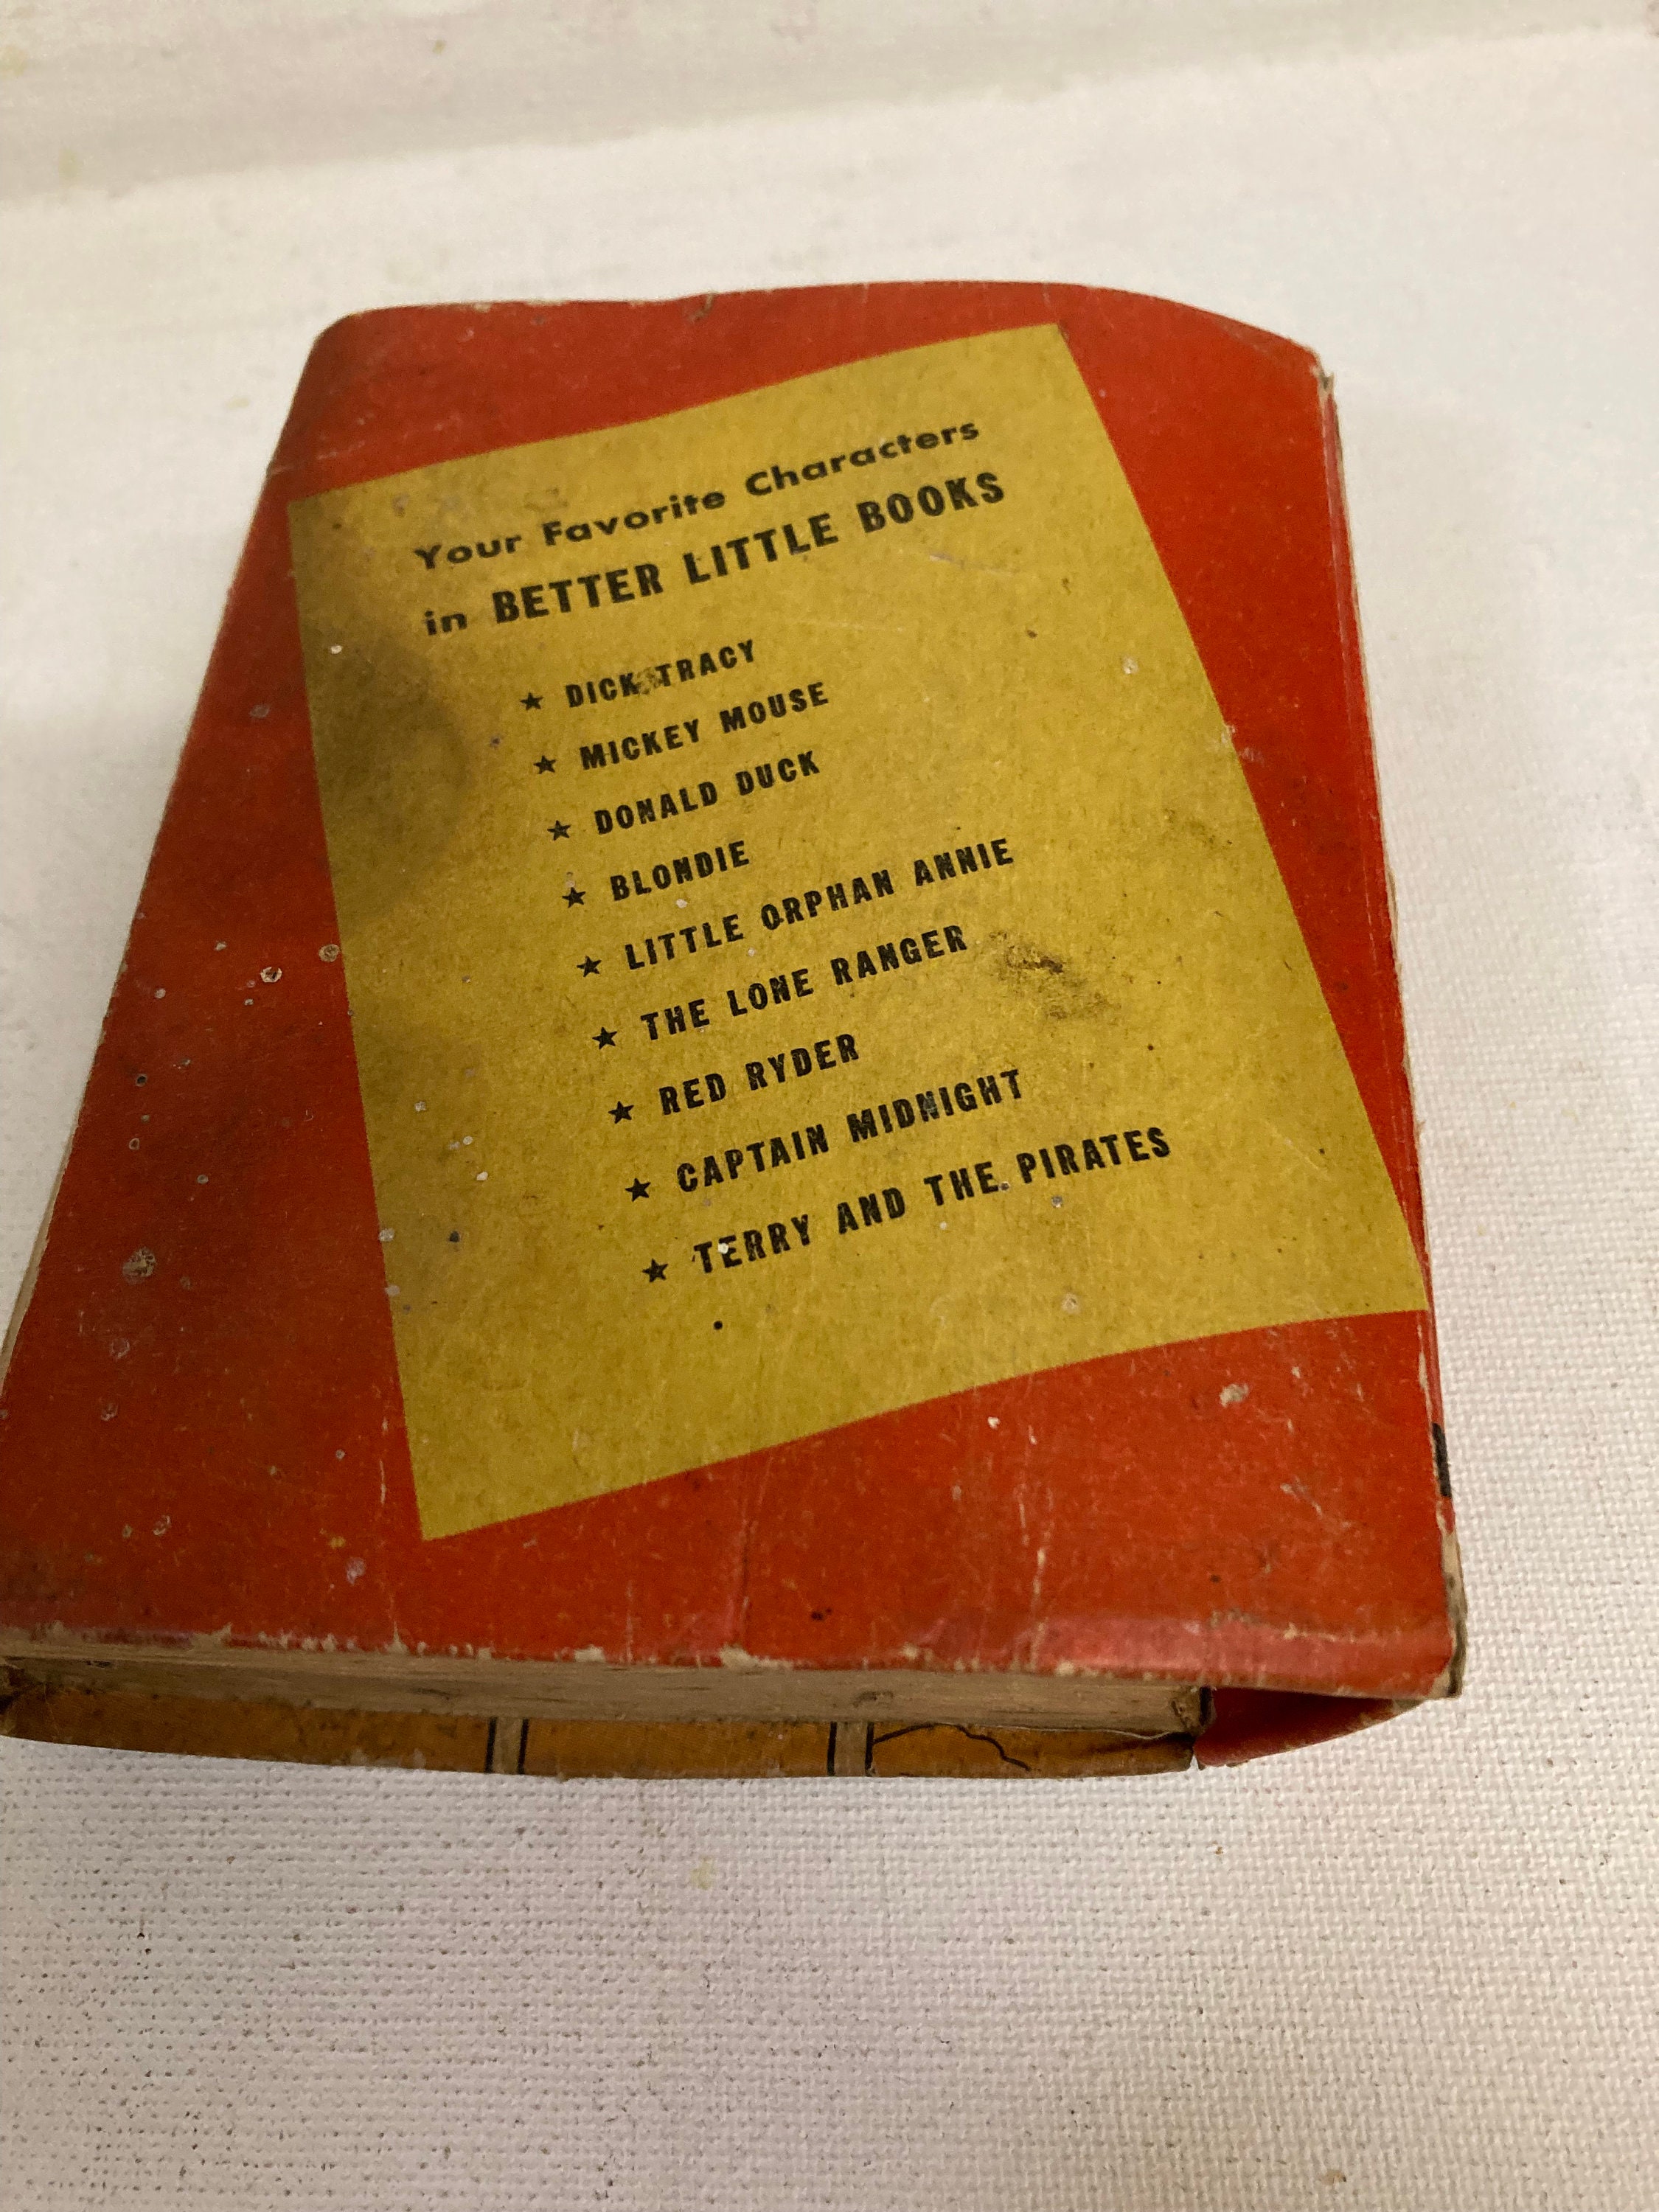 Your Favorite Characters
in BETTER LITTLE BOOKS
★ DICK TRACY
★ MICKEY MOUSE
★ DONALD DUCK
★ BLONDIE
★ LITTLE ORPHAN ANNIE
★ THE LONE RANGER
★ RED RYDER
★ CAPTAIN MIDNIGHT
★ TERRY AND THE PIRATES